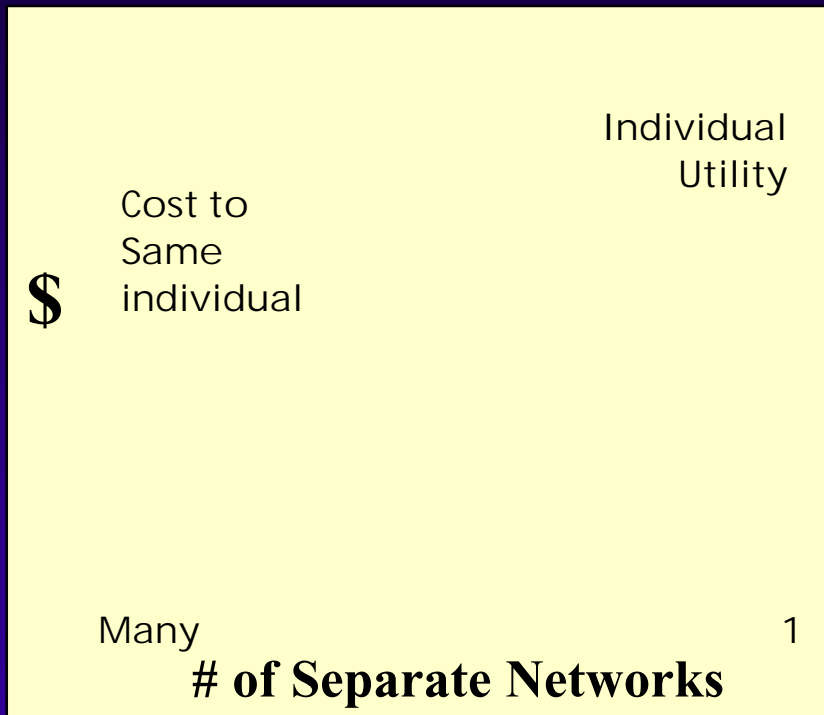 Individual
Utility
Cost to
Same
individual
$
Many
1
# of Separate Networks